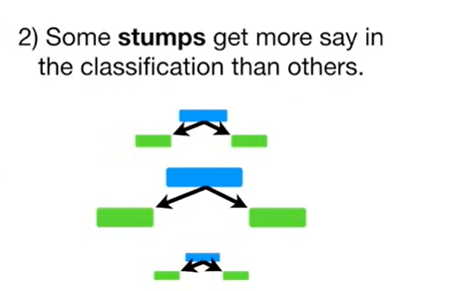 2) Some stumps get more say in
the classification than others.